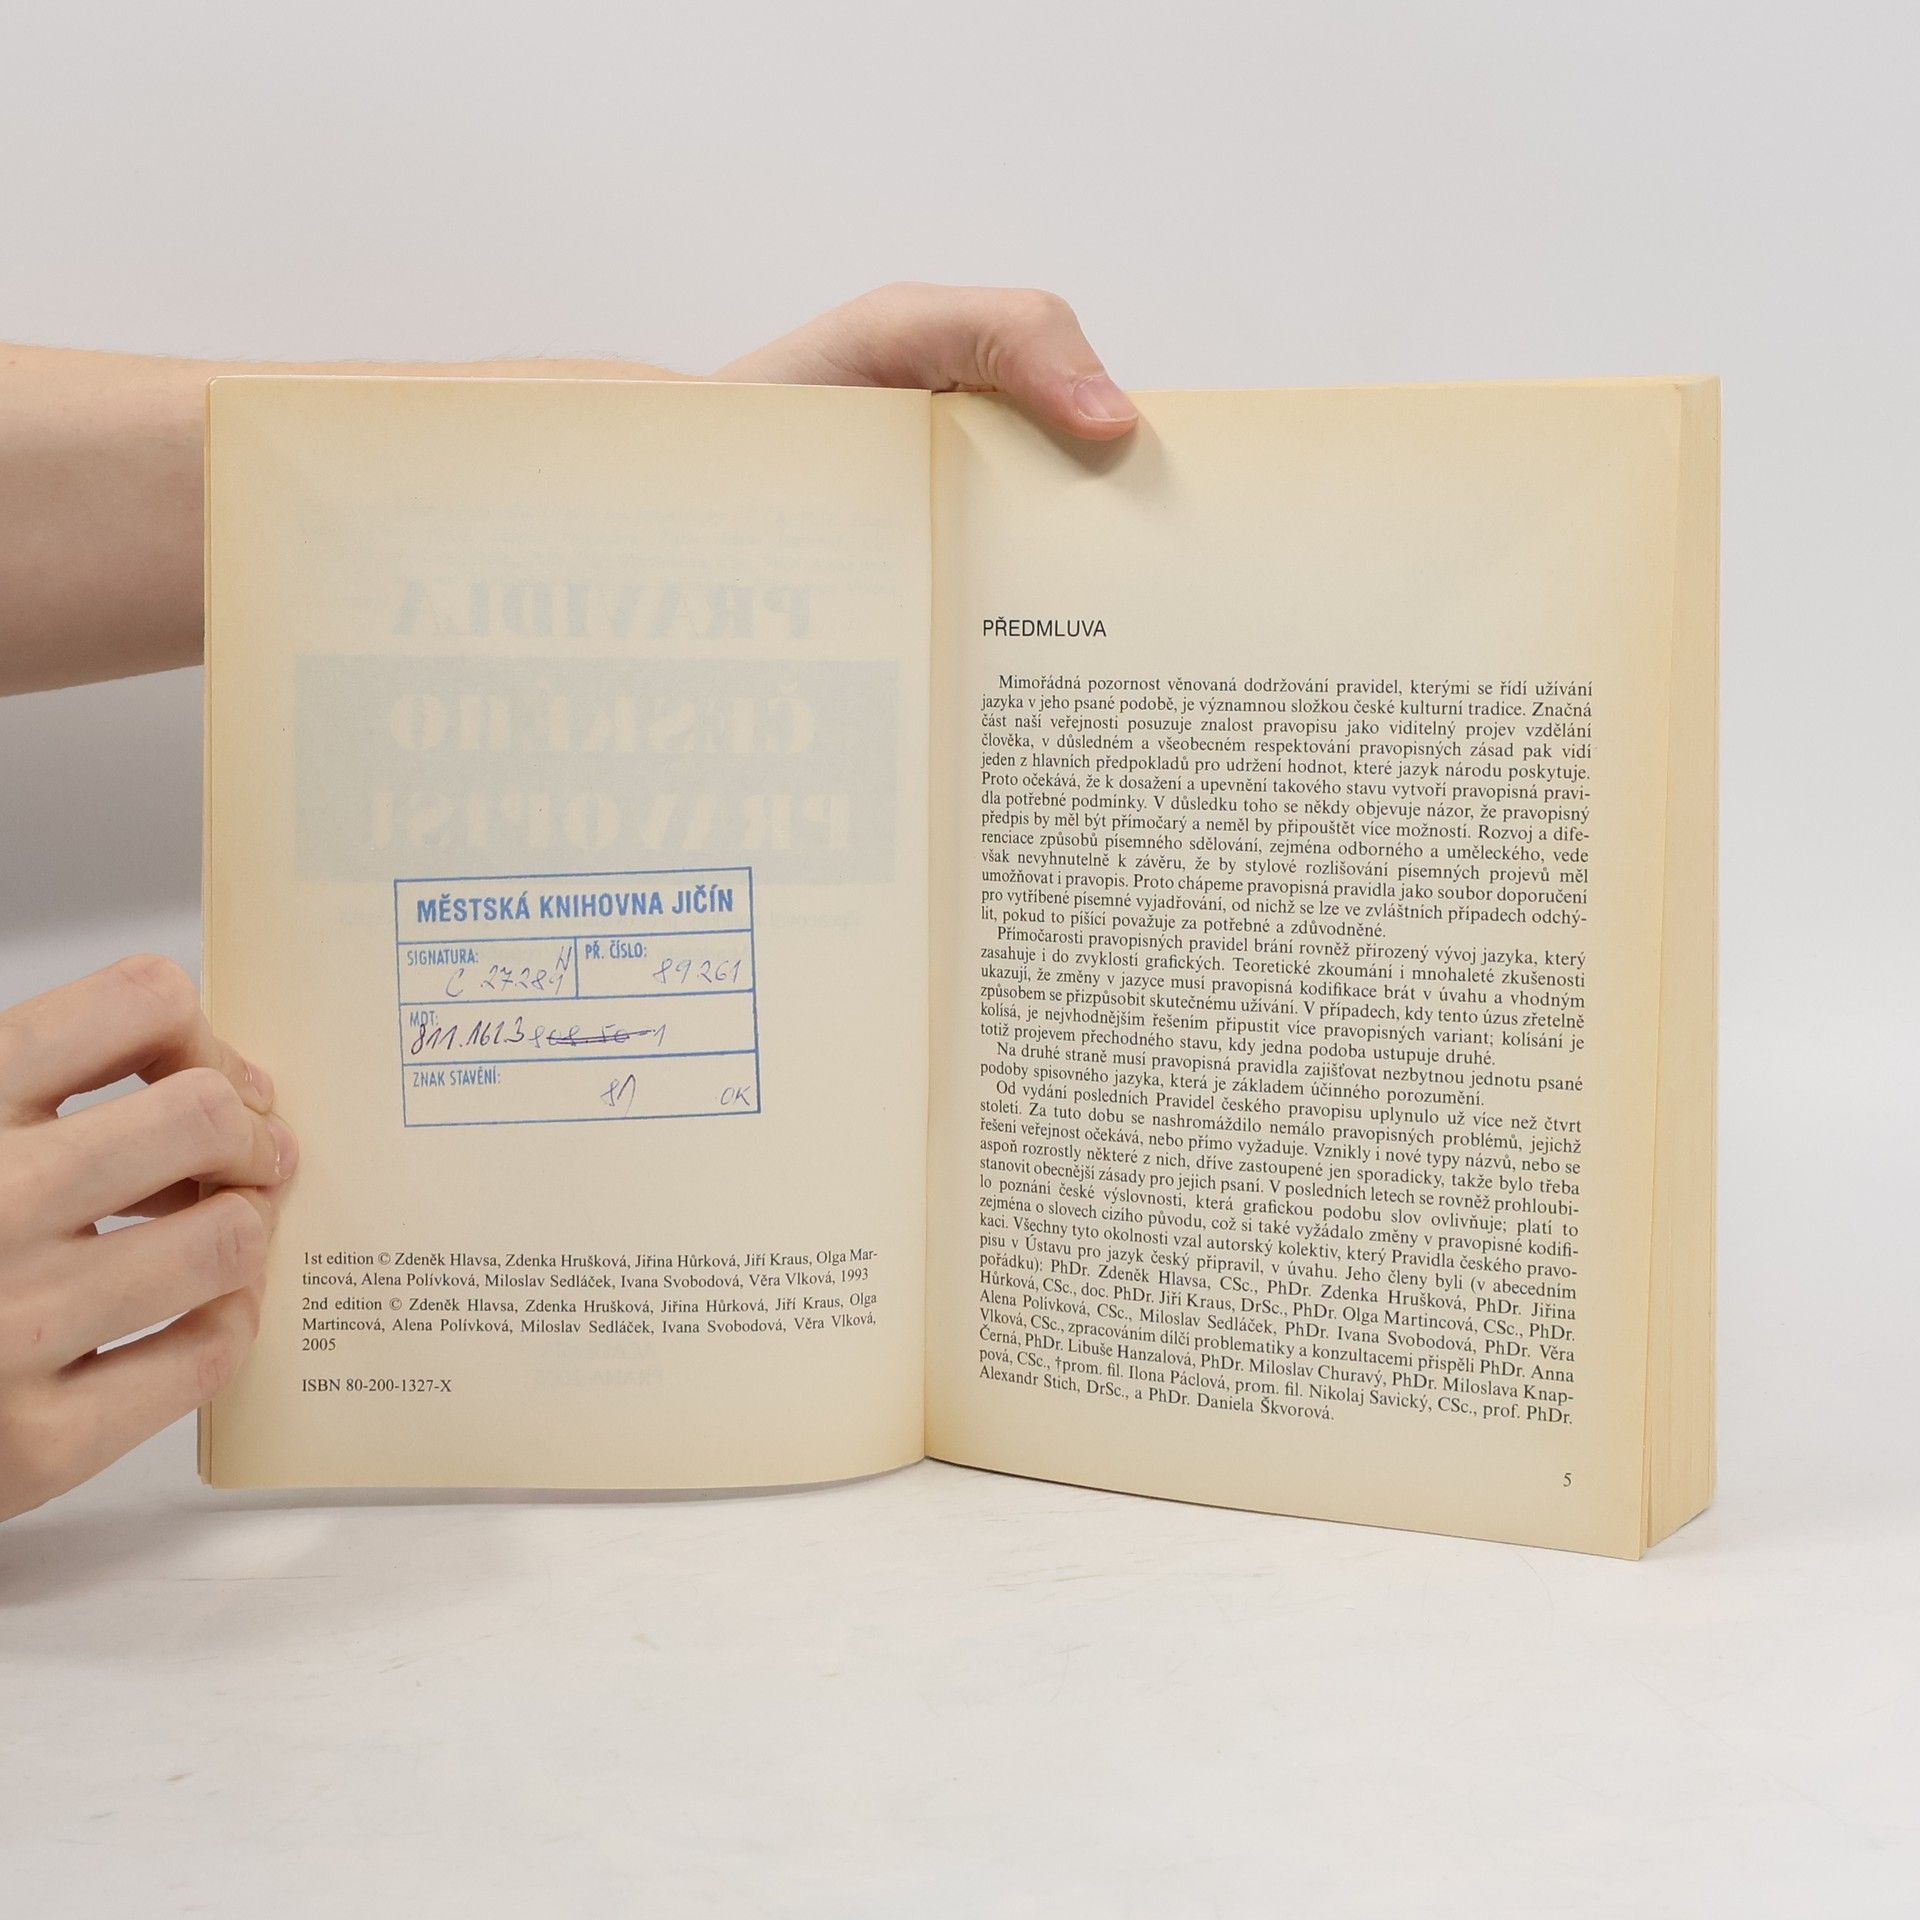 MĚSTSKÁ KNIHOVNA JIČÍN
SIGNATURA: PŘ. ČÍSLO:
C 27.284 N 89 261
MDT:
811.162.3 808.50-1
ZNAK STAVĚNÍ:
81 OK
1st edition © Zdeněk Hlavsa, Zdenka Hrušková, Jiřina Hůrková, Jiří Kraus, Olga Mar-
tincová, Alena Polívková, Miloslav Sedláček, Ivana Svobodová, Věra Vlková, 1993
2nd edition © Zdeněk Hlavsa, Zdenka Hrušková, Jiřina Hůrková, Jiří Kraus, Olga
Martincová, Alena Polívková, Miloslav Sedláček, Ivana Svobodová, Věra Vlková,
2005
ISBN 80-200-1327-X
PŘEDMLUVA
Mimořádná pozornost věnovaná dodržování pravidel, kterými se řídí užívání
jazyka v jeho psané podobě, je významnou složkou české kulturní tradice. Značná
část naší veřejnosti posuzuje znalost pravopisu jako viditelný projev vzdělání
člověka, v důsledném a všeobecném respektování pravopisných zásad pak vidí
jeden z hlavních předpokladů pro udržení hodnot, které jazyk národu poskytuje.
Proto očekává, že k dosažení a upevnění takového stavu vytvoří pravopisná pravi-
dla potřebné podmínky. V důsledku toho se někdy objevuje názor, že pravopisný
předpis by měl být přímočarý a neměl by připouštět více možností. Rozvoj a dife-
renciace způsobů písemného sdělování, zejména odborného a uměleckého, vede
však nevyhnutelně k závěru, že by stylové rozlišování písemných projevů měl
umožňovat i pravopis. Proto chápeme pravopisná pravidla jako soubor doporučení
pro vytříbené písemné vyjadřování, od nichž se lze ve zvláštních případech odchý-
lit, pokud to píšící považuje za potřebné a zdůvodněné.
Přímočarosti pravopisných pravidel brání rovněž přirozený vývoj jazyka, který
zasahuje i do zvyklostí grafických. Teoretické zkoumání i mnohaleté zkušenosti
ukazují, že změny v jazyce musí pravopisná kodifikace brát v úvahu a vhodným
způsobem se přizpůsobit skutečnému užívání. V případech, kdy tento úzus zřetelně
kolísá, je nejvhodnějším řešením připustit více pravopisných variant; kolísání je
totiž projevem přechodného stavu, kdy jedna podoba ustupuje druhé.
Na druhé straně musí pravopisná pravidla zajišťovat nezbytnou jednotu psané
podoby spisovného jazyka, která je základem účinného porozumění.
Od vydání posledních Pravidel českého pravopisu uplynulo už více než čtvrt
století. Za tuto dobu se nashromáždilo nemálo pravopisných problémů, jejichž
řešení veřejnost očekává, nebo přímo vyžaduje. Vznikly i nové typy názvů, nebo se
aspoň rozrostly některé z nich, dříve zastoupené jen sporadicky, takže bylo třeba
stanovit obecnější zásady pro jejich psaní. V posledních letech se rovněž prohloubi-
lo poznání české výslovnosti, která grafickou podobu slov ovlivňuje; platí to
zejména o slovech cizího původu, což si také vyžádalo změny v pravopisné kodifi-
kaci. Všechny tyto okolnosti vzal autorský kolektiv, který Pravidla českého pravo-
pisu v Ústavu pro jazyk český připravil, v úvahu. Jeho členy byli (v abecedním
pořádku): PhDr. Zdeněk Hlavsa, CSc., PhDr. Zdenka Hrušková, PhDr. Jiřina
Hůrková, CSc., doc. PhDr. Jiří Kraus, DrSc., PhDr. Olga Martincová, CSc., PhDr.
Alena Polívková, CSc., Miloslav Sedláček, PhDr. Ivana Svobodová, PhDr. Věra
Vlková, CSc., zpracováním dílčí problematiky a konzultacemi přispěli PhDr. Anna
Černá, PhDr. Libuše Hanzalová, PhDr. Miloslav Churavý, PhDr. Miloslava Knap-
pová, CSc., †prom. fil. Ilona Páclová, prom. fil. Nikolaj Savický, CSc., prof. PhDr.
Alexandr Stich, DrSc., a PhDr. Daniela Škvorová.
5